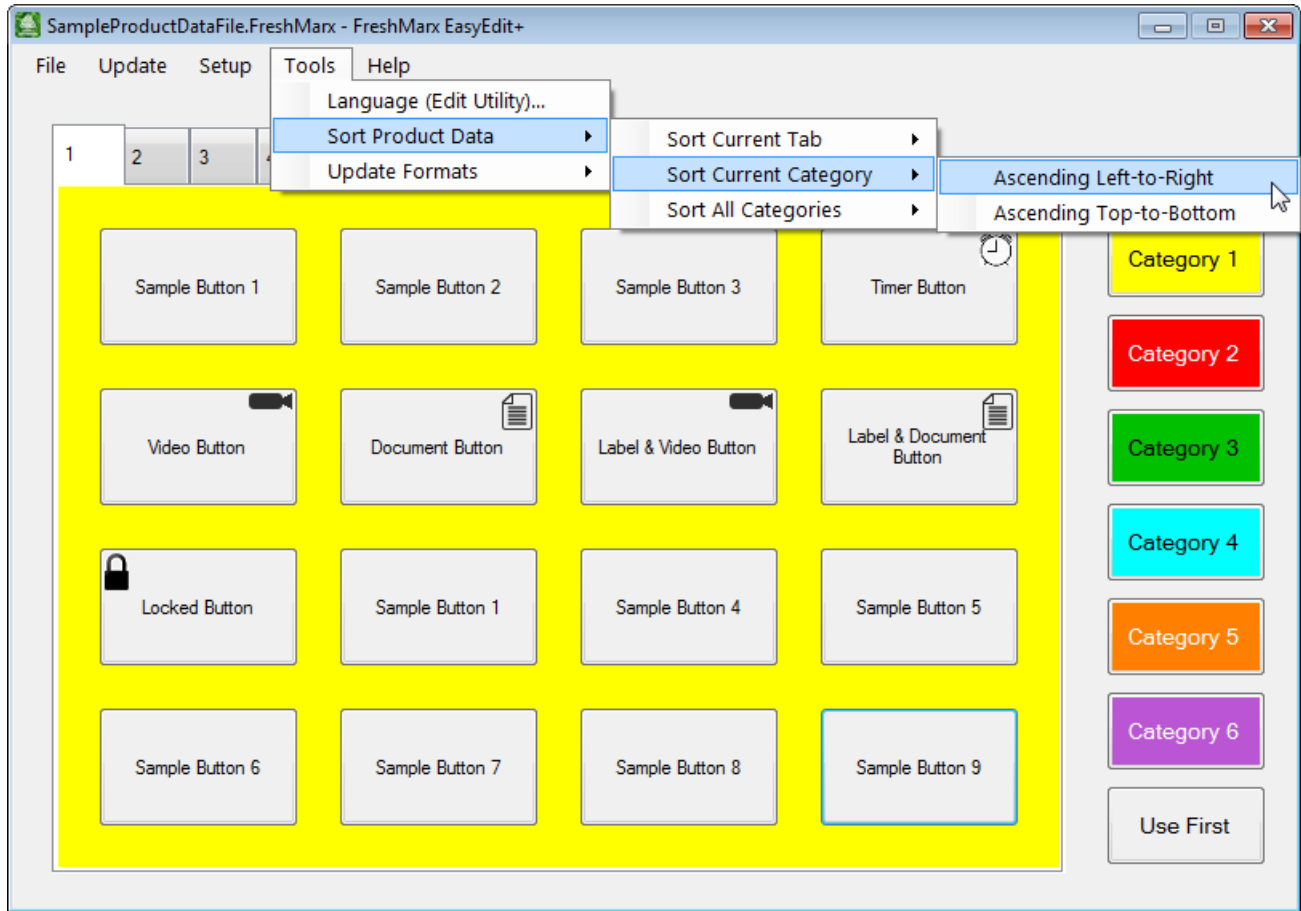 SampleProductDataFile.FreshMarx - FreshMarx EasyEdit+
File Update Setup Tools Help
Language (Edit Utility)...
Sort Product Data
Update Formats
Sort Current Tab
Sort Current Category
Sort All Categories
Ascending Left-to-Right
Ascending Top-to-Bottom
1 2 3
Sample Button 1 Sample Button 2 Sample Button 3 Timer Button
Video Button Document Button Label & Video Button Label & Document
Button
Locked Button Sample Button 1 Sample Button 4 Sample Button 5
Sample Button 6 Sample Button 7 Sample Button 8 Sample Button 9
Category 1
Category 2
Category 3
Category 4
Category 5
Category 6
Use First